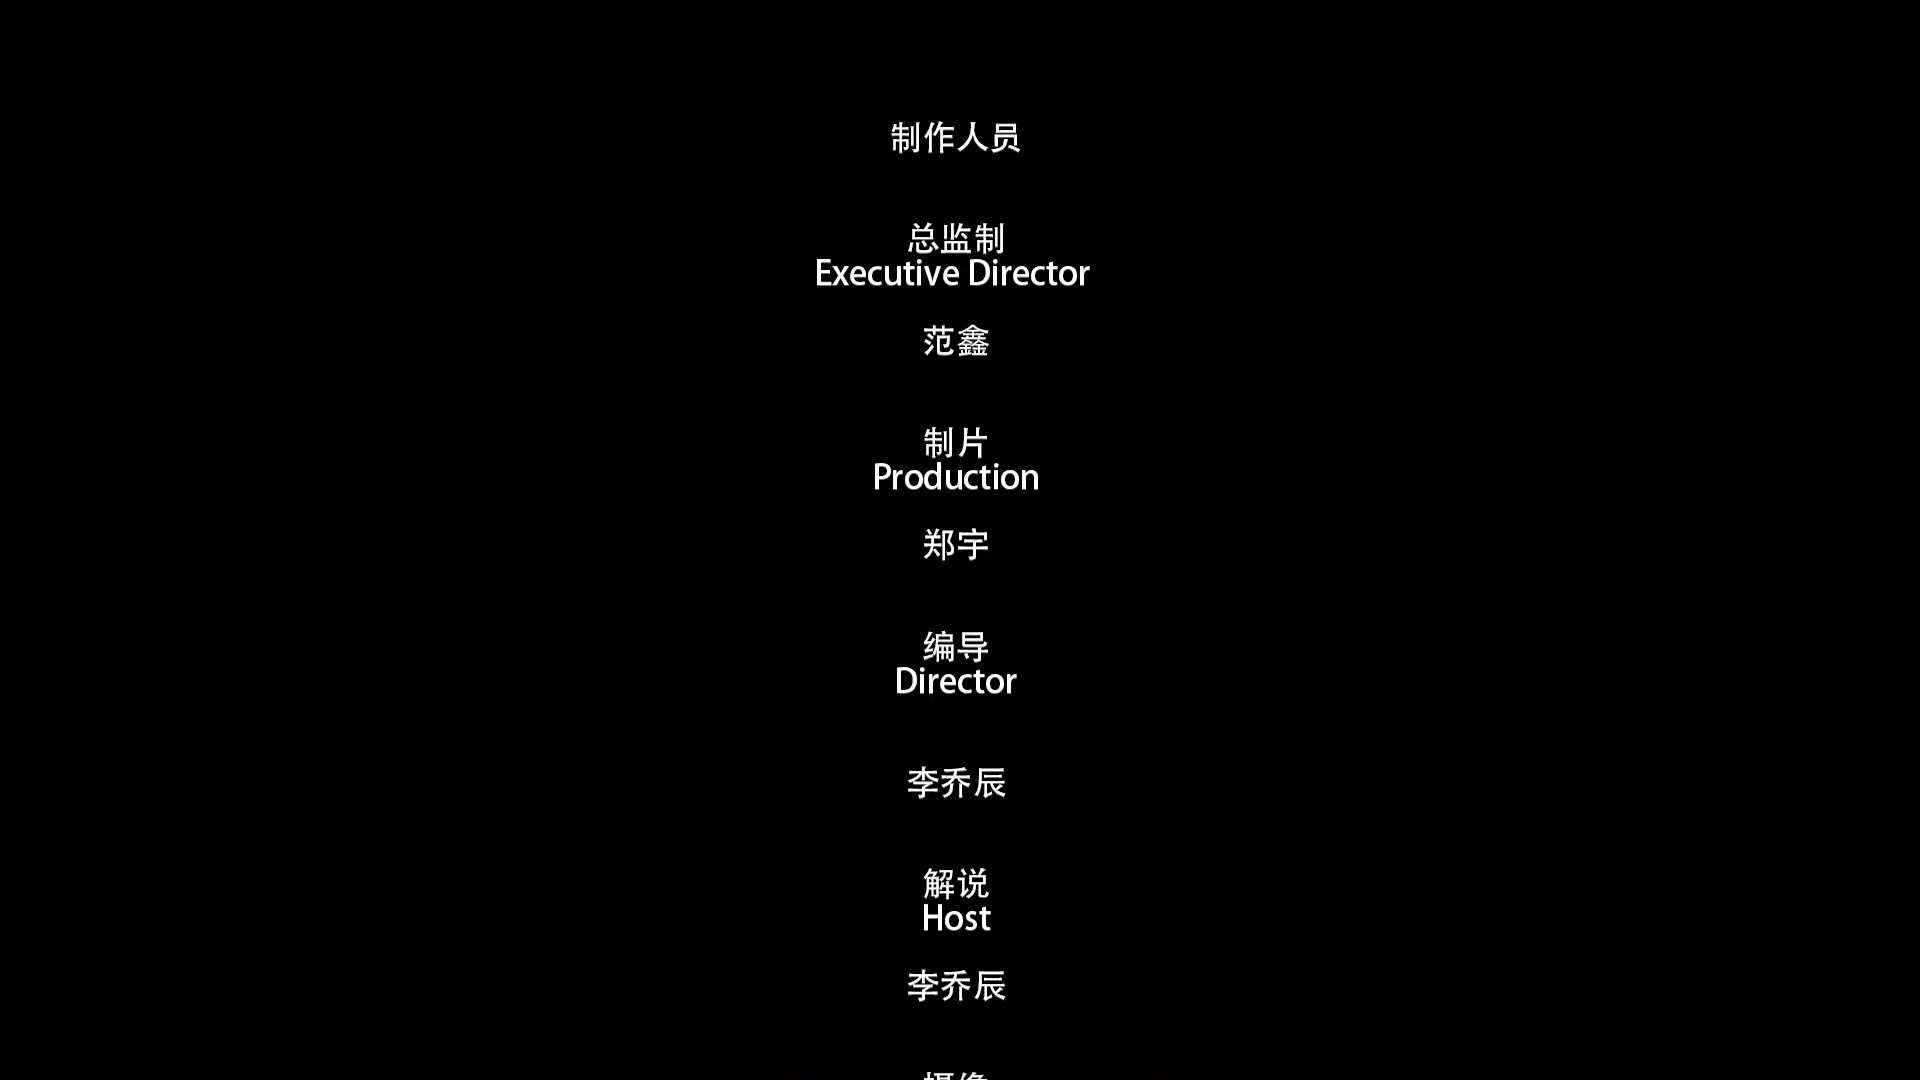 制作人员
总监制
Executive Director
范鑫
制片
Production
郑宇
编导
Director
李乔辰
解说
Host
李乔辰